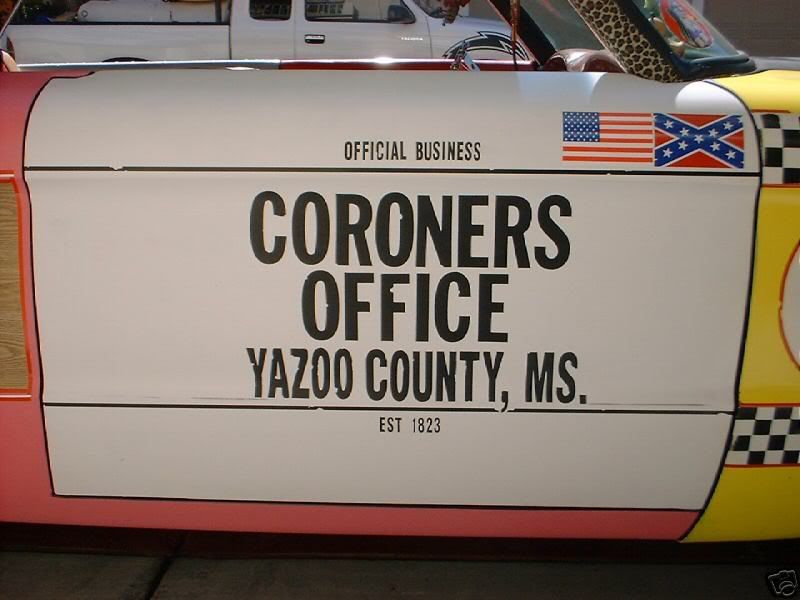 OFFICIAL BUSINESS
CORONERS
OFFICE
YAZOO COUNTY, MS.
EST 1823